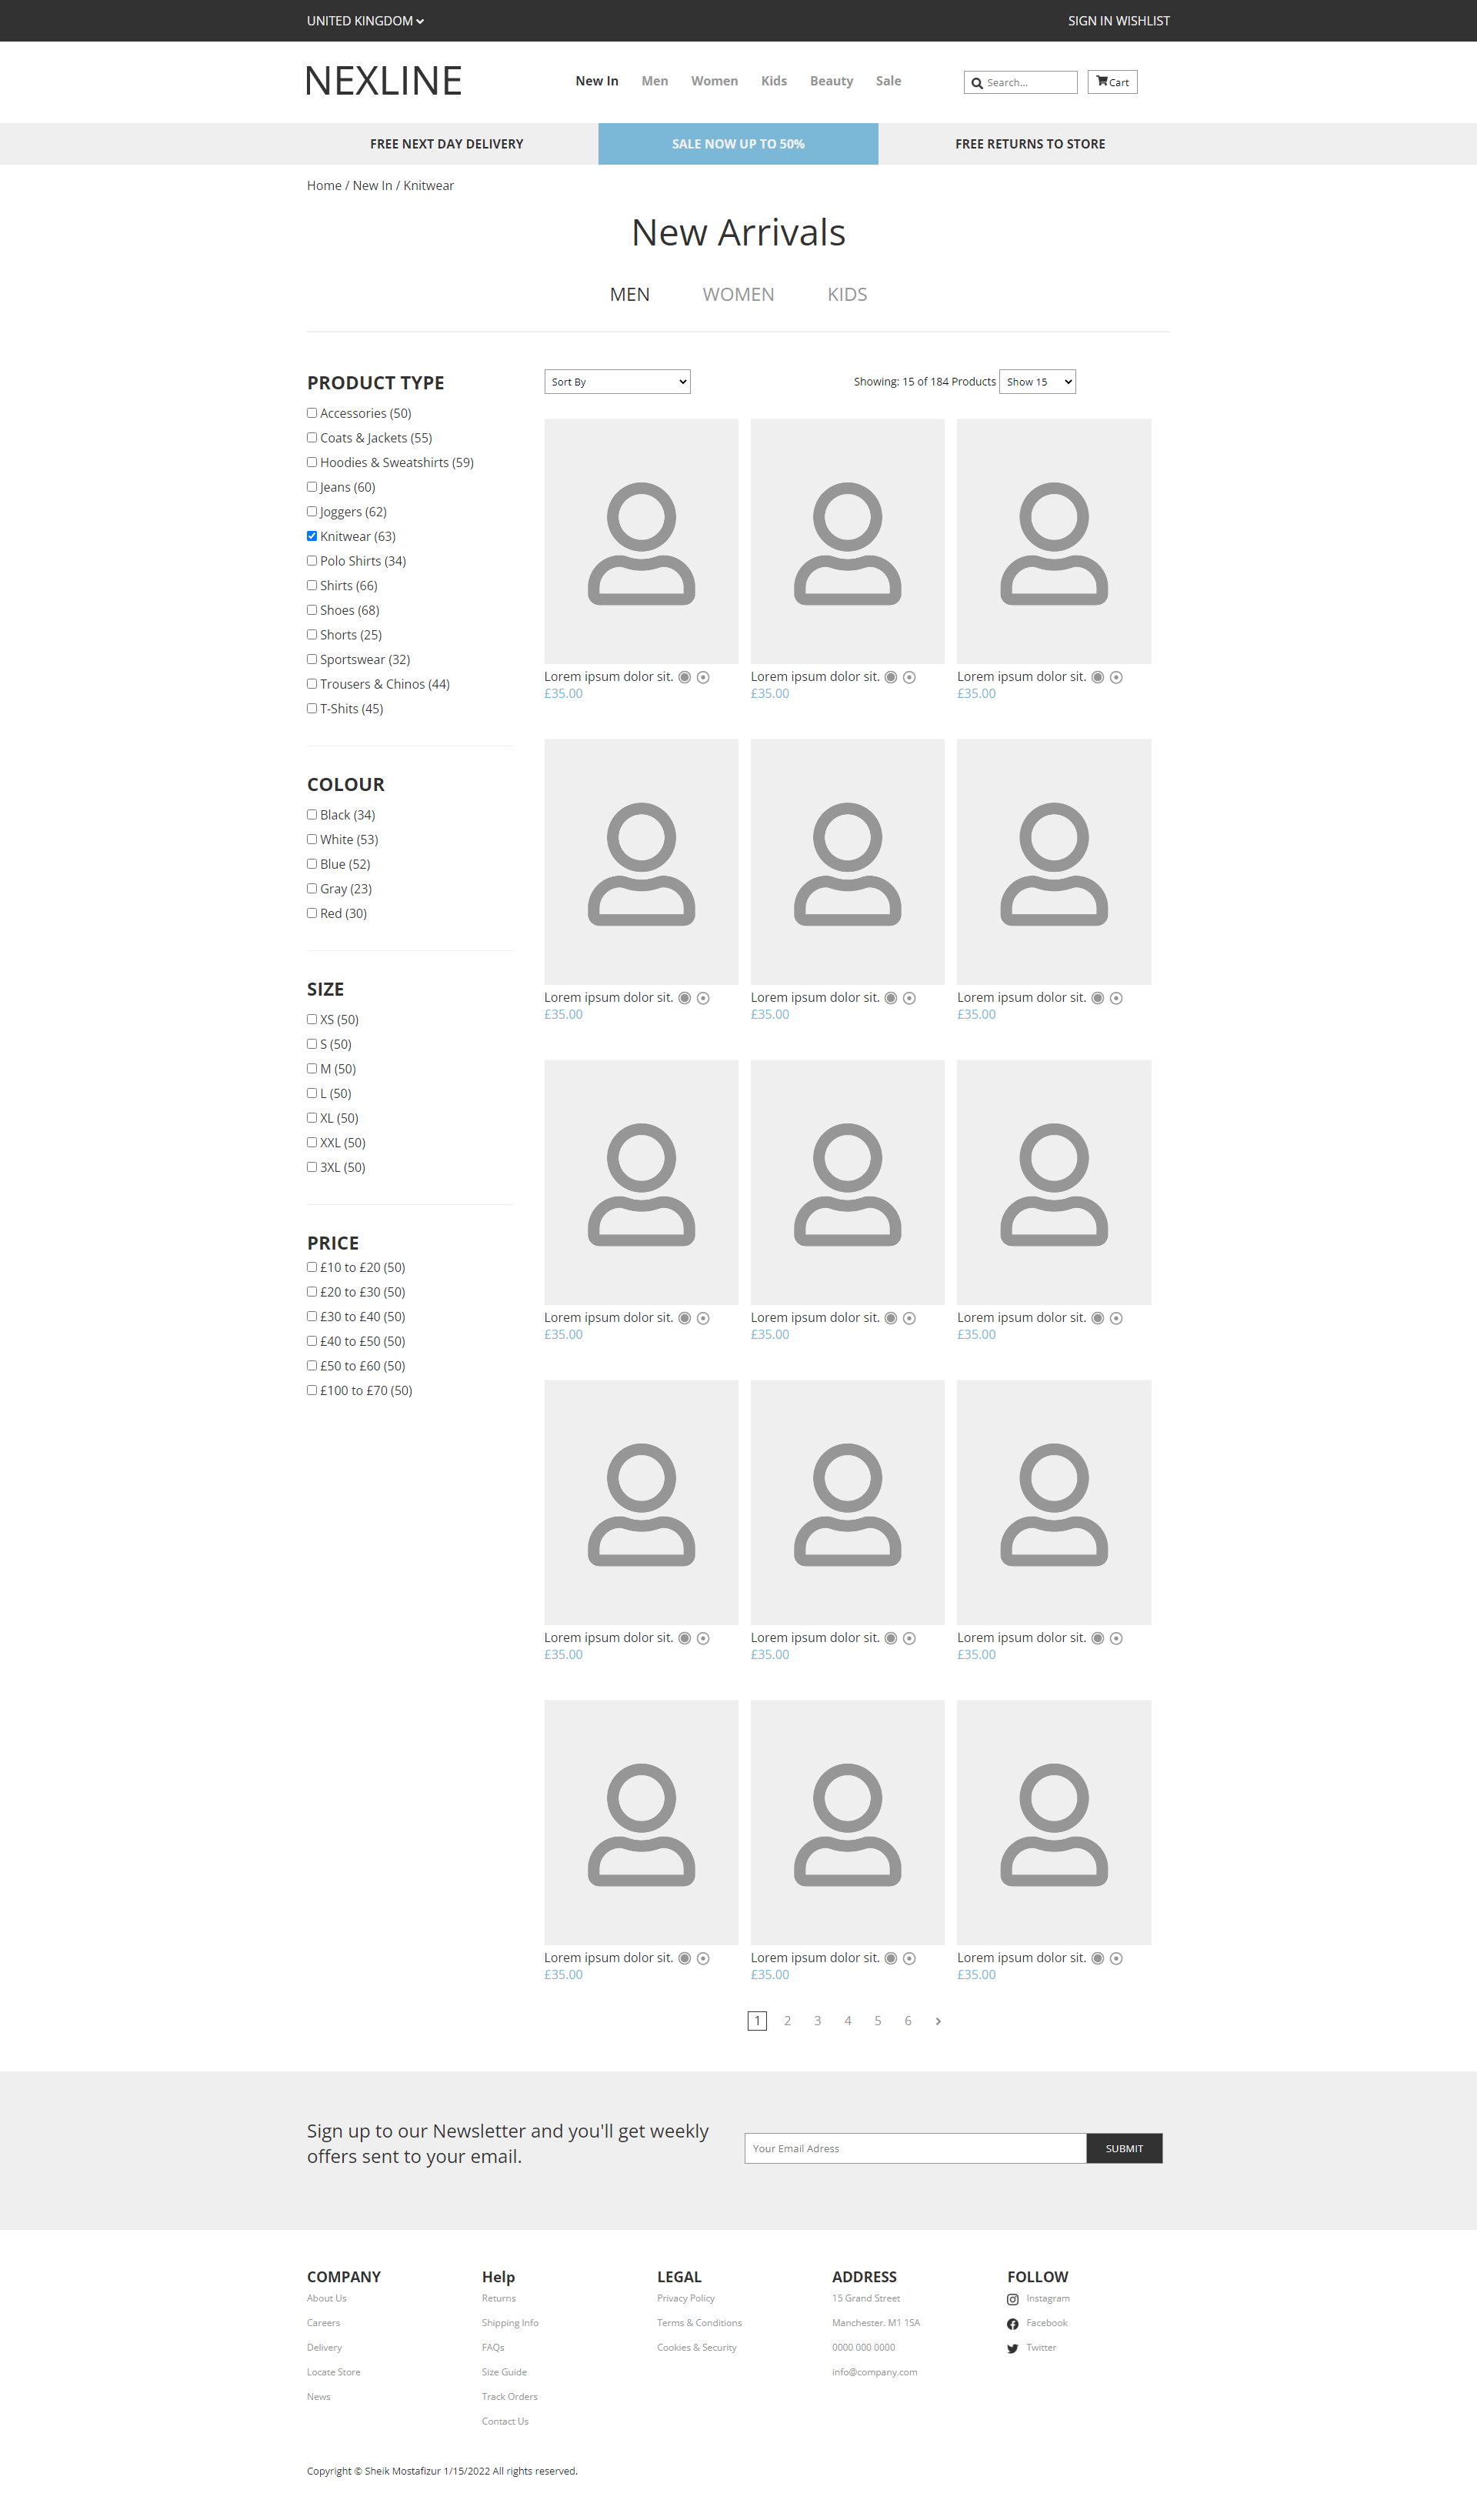 UNITED KINGDOM
SIGN IN WISHLIST
NEXLINE
New In Men Women Kids Beauty Sale
Search...
Cart
FREE NEXT DAY DELIVERY
SALE NOW UP TO 50%
FREE RETURNS TO STORE
Home / New In / Knitwear
New Arrivals
MEN WOMEN KIDS
PRODUCT TYPE
Accessories (50)
Coats & Jackets (55)
Hoodies & Sweatshirts (59)
Jeans (60)
Joggers (62)
Knitwear (63)
Polo Shirts (34)
Shirts (66)
Shoes (68)
Shorts (25)
Sportswear (32)
Trousers & Chinos (44)
T-Shits (45)
COLOUR
Black (34)
White (53)
Blue (52)
Gray (23)
Red (30)
SIZE
XS (50)
S (50)
M (50)
L (50)
XL (50)
XXL (50)
3XL (50)
PRICE
£10 to £20 (50)
£20 to £30 (50)
£30 to £40 (50)
£40 to £50 (50)
£50 to £60 (50)
£100 to £70 (50)
Sort By
Showing: 15 of 184 Products
Show 15
Lorem ipsum dolor sit. Lorem ipsum dolor sit. Lorem ipsum dolor sit.
£35.00 £35.00 £35.00
Lorem ipsum dolor sit. Lorem ipsum dolor sit. Lorem ipsum dolor sit.
£35.00 £35.00 £35.00
Lorem ipsum dolor sit. Lorem ipsum dolor sit. Lorem ipsum dolor sit.
£35.00 £35.00 £35.00
Lorem ipsum dolor sit. Lorem ipsum dolor sit. Lorem ipsum dolor sit.
£35.00 £35.00 £35.00
Lorem ipsum dolor sit. Lorem ipsum dolor sit. Lorem ipsum dolor sit.
£35.00 £35.00 £35.00
1 2 3 4 5 6
Sign up to our Newsletter and you'll get weekly
offers sent to your email.
Your Email Adress
SUBMIT
COMPANY
About Us
Careers
Delivery
Locate Store
News
Help
Returns
Shipping Info
FAQs
Size Guide
Track Orders
Contact Us
LEGAL
Privacy Policy
Terms & Conditions
Cookies & Security
ADDRESS
15 Grand Street
Manchester. M1 1SA
0000 000 0000
info@company.com
FOLLOW
Instagram
Facebook
Twitter
Copyright © Sheik Mostafizur 1/15/2022 All rights reserved.